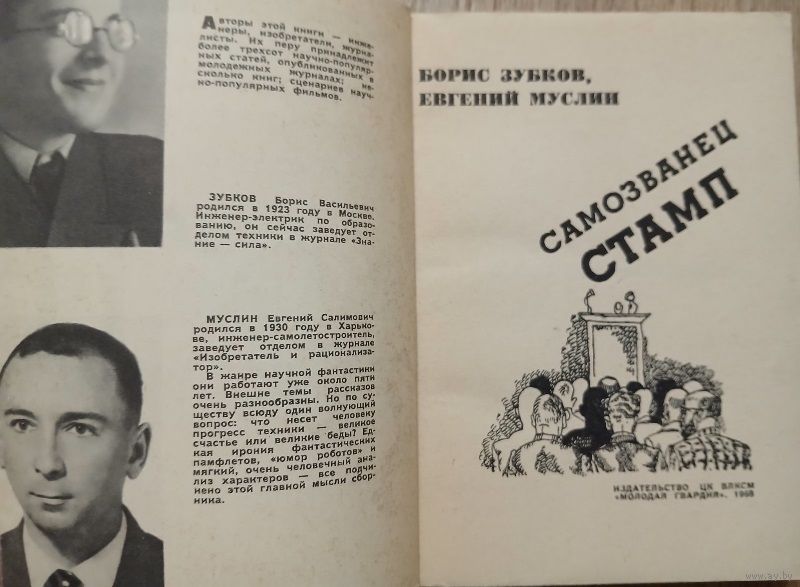 Авторы этой книги — инже-
неры, изобретатели, журна-
листы. Их перу принадлежит
более трехсот научно-популяр-
ных статей, опубликованных в
молодежных журналах; не-
сколько книг; сценариев науч-
но-популярных фильмов.
ЗУБКОВ Борис Васильевич
родился в 1923 году в Москве.
Инженер-электрик по образо-
ванию, он сейчас заведует от-
делом техники в журнале «Зна-
ние — сила».
МУСЛИН Евгений Салимович
родился в 1930 году в Харько-
ве, инженер-самолетостроитель,
заведует отделом в журнале
«Изобретатель и рационализа-
тор».
В жанре научной фантастики
они работают уже около пяти
лет. Внешне темы рассказов
очень разнообразны. Но по су-
ществу всюду один волнующий
вопрос: что несет человеку
прогресс техники — великое
счастье или великие беды? Ед-
кая ирония фантастических
памфлетов, «юмор роботов» и
мягкий, очень человечный ана-
лиз характеров — все подчи-
нено этой главной мысли сбор-
ника.
БОРИС ЗУБКОВ,
ЕВГЕНИЙ МУСЛИН
САМОЗВАНЕЦ
СТАМП
ИЗДАТЕЛЬСТВО ЦК ВЛКСМ
«МОЛОДАЯ ГВАРДИЯ», 1968
www.ay.by